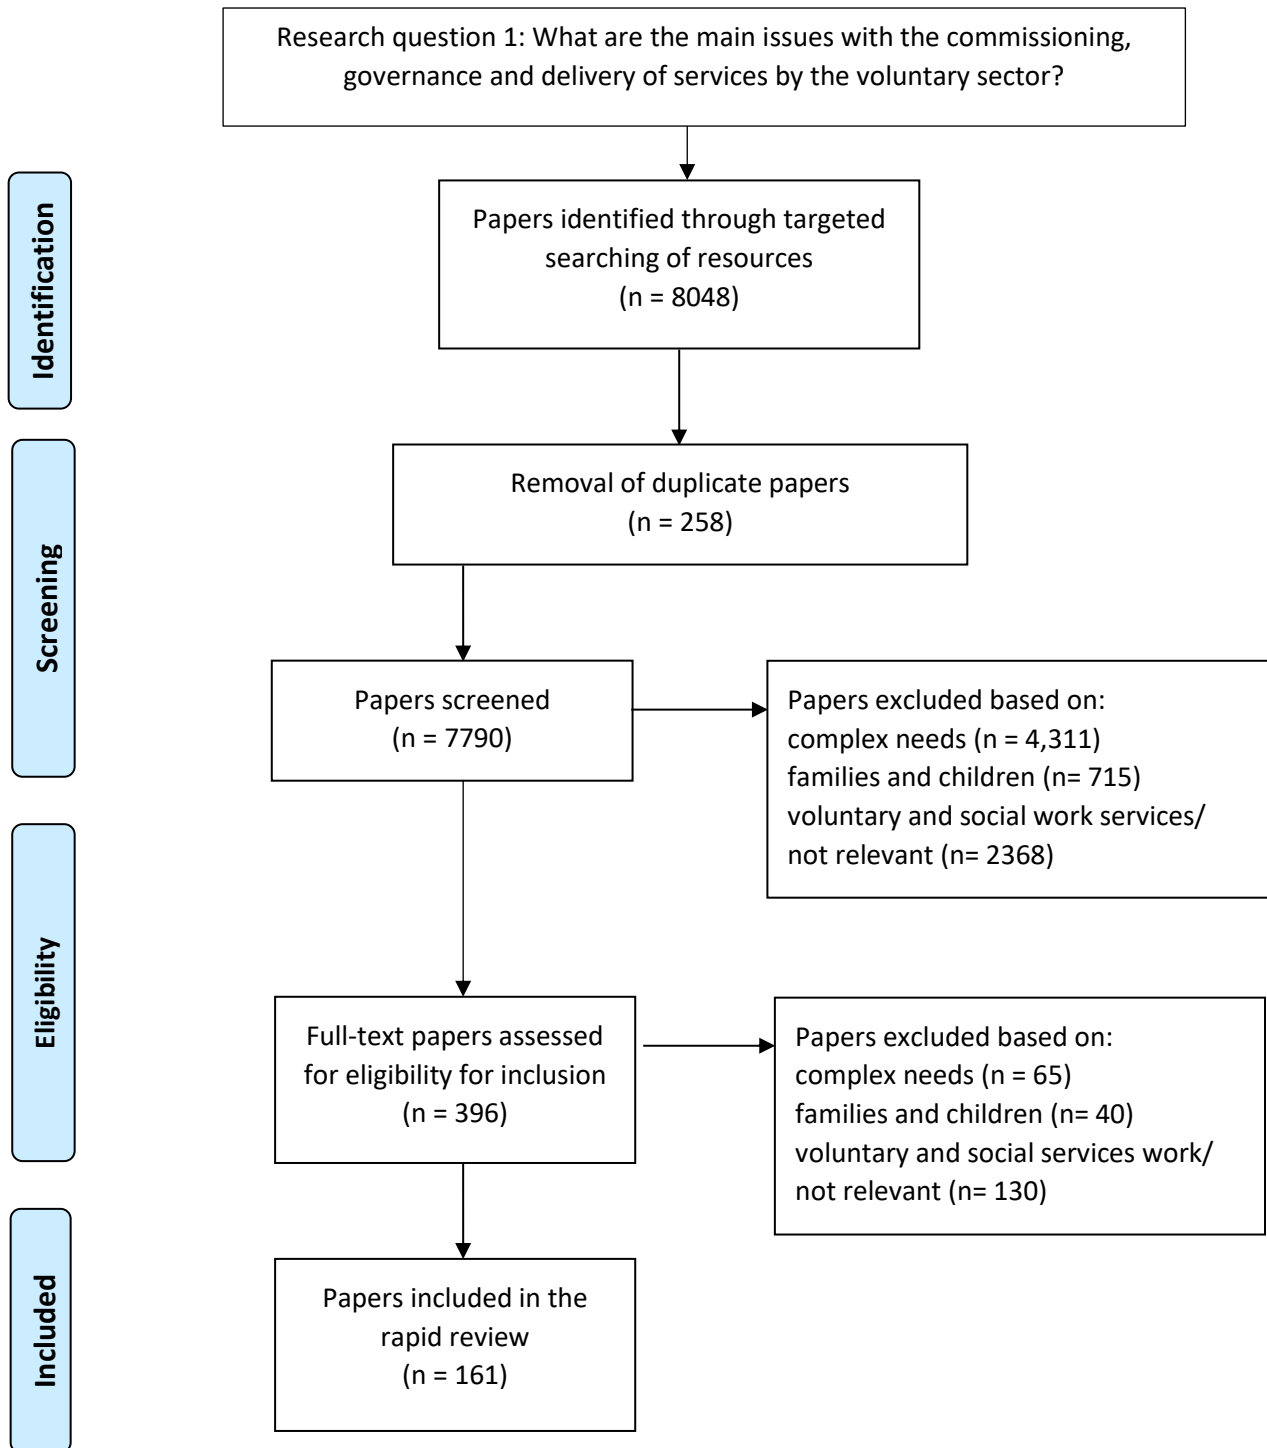 Research question 1: What are the main issues with the commissioning,
governance and delivery of services by the voluntary sector?
Identification
Papers identified through targeted
searching of resources
(n = 8048)
Screening
Removal of duplicate papers
(n = 258)
Papers screened
(n = 7790)
Papers excluded based on:
complex needs (n = 4,311)
families and children (n= 715)
voluntary and social work services/
not relevant (n= 2368)
Eligibility
Full-text papers assessed
for eligibility for inclusion
(n = 396)
Papers excluded based on:
complex needs (n = 65)
families and children (n= 40)
voluntary and social services work/
not relevant (n= 130)
Included
Papers included in the
rapid review
(n = 161)